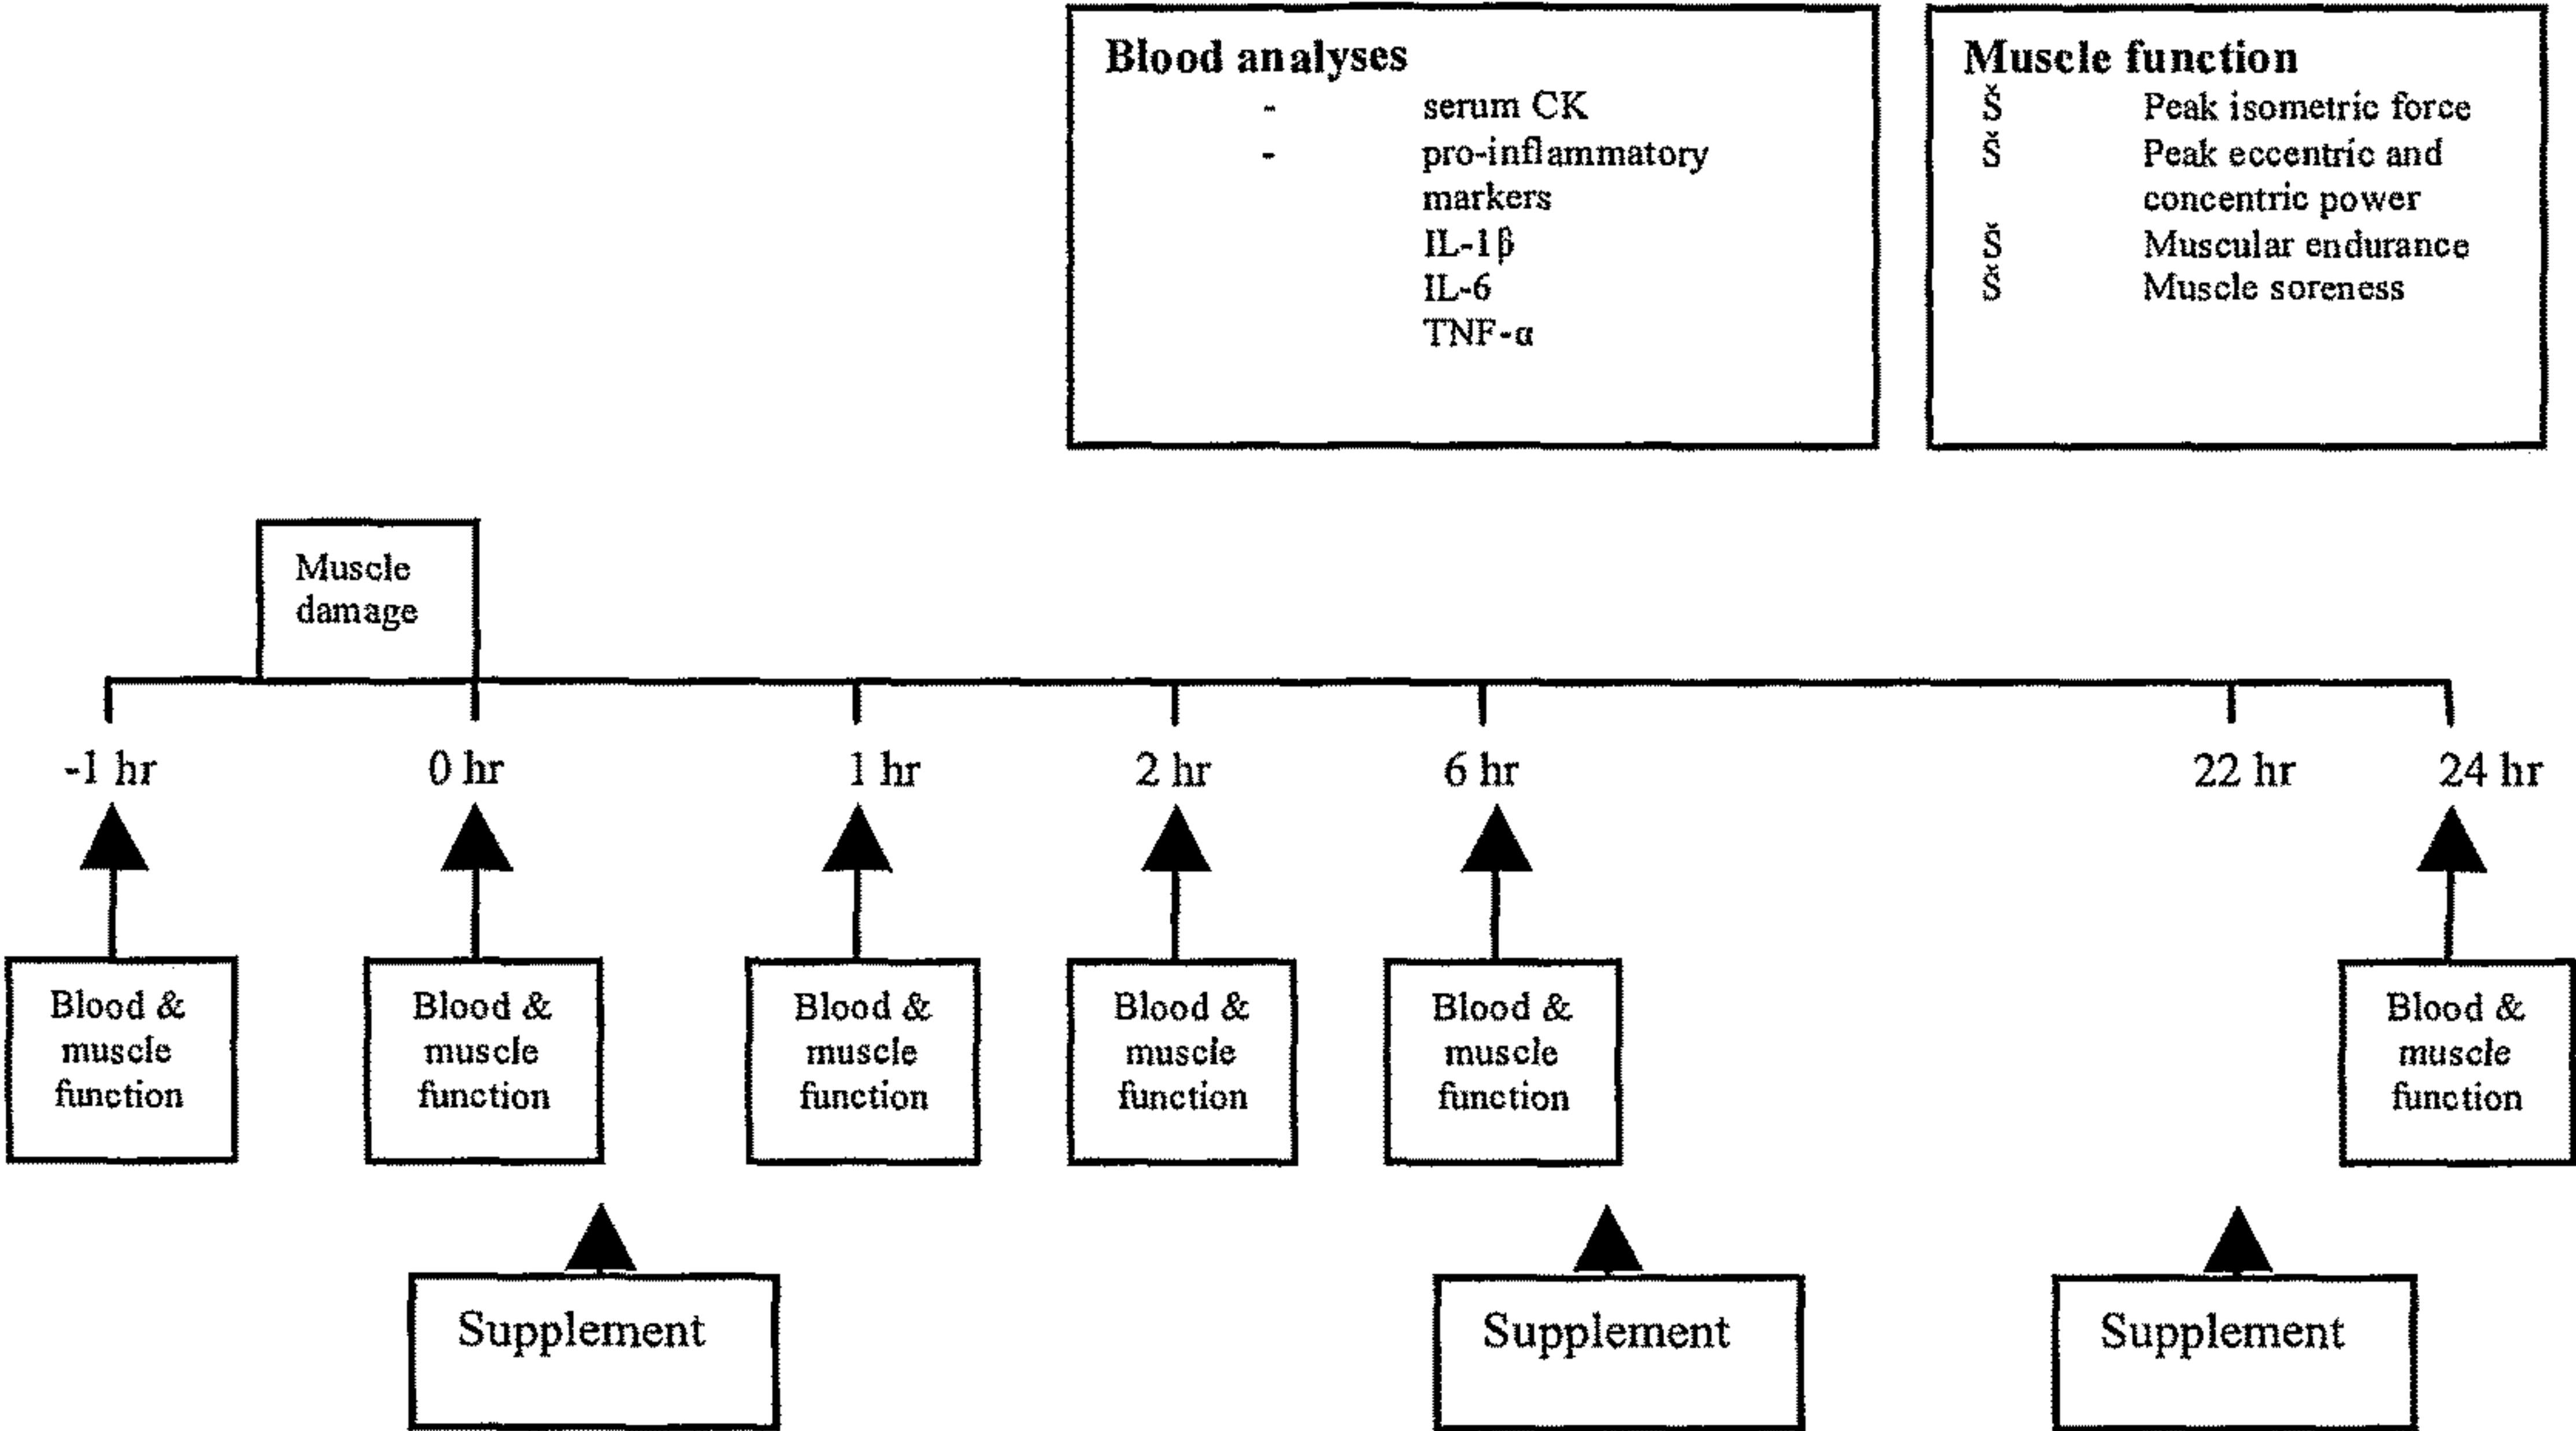 Blood analyses
- serum CK
- pro-inflammatory
markers
IL-1β
IL-6
TNF-α
Muscle function
Š Peak isometric force
Š Peak eccentric and
concentric power
Š Muscular endurance
Š Muscle soreness
Muscle
damage
-1 hr
0 hr
1 hr
2 hr
6 hr
22 hr
24 hr
Blood &
muscle
function
Blood &
muscle
function
Blood &
muscle
function
Blood &
muscle
function
Blood &
muscle
function
Blood &
muscle
function
Supplement
Supplement
Supplement